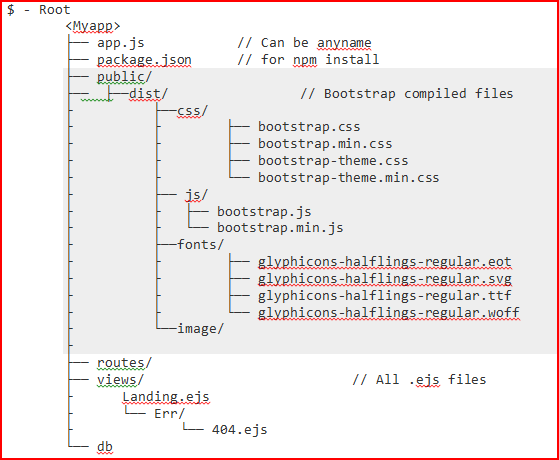 $ - Root
<Myapp>
├── app.js // Can be anyname
├── package.json // for npm install
├── public/
├── ├──dist/ // Bootstrap compiled files
├ ├──css/
├ ├ ├── bootstrap.css
├ ├ ├── bootstrap.min.css
├ ├ ├── bootstrap-theme.css
├ ├ └── bootstrap-theme.min.css
├ ├── js/
├ ├ ├── bootstrap.js
├ ├ └── bootstrap.min.js
├ ├──fonts/
├ ├ ├── glyphicons-halflings-regular.eot
├ ├ ├── glyphicons-halflings-regular.svg
├ ├ ├── glyphicons-halflings-regular.ttf
├ ├ └── glyphicons-halflings-regular.woff
├ └──image/
├
├── routes/
├── views/ // All .ejs files
├ Landing.ejs
├ └── Err/
├ └── 404.ejs
└── db